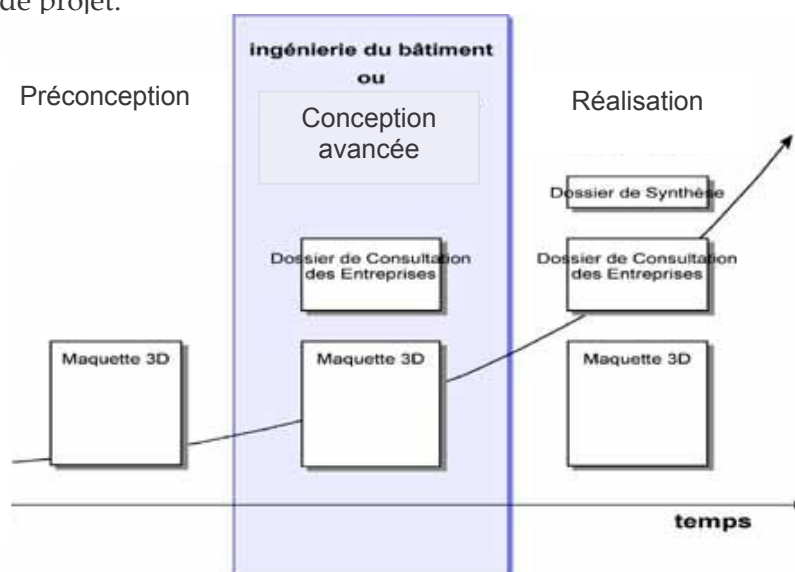 de projet.
ingénierie du bâtiment
ou
Préconception
Conception
avancée
Réalisation
Dossier de Synthèse
Dossier de Consultation
des Entreprises
Dossier de Consultation
des Entreprises
Maquette 3D
Maquette 3D
Maquette 3D
temps